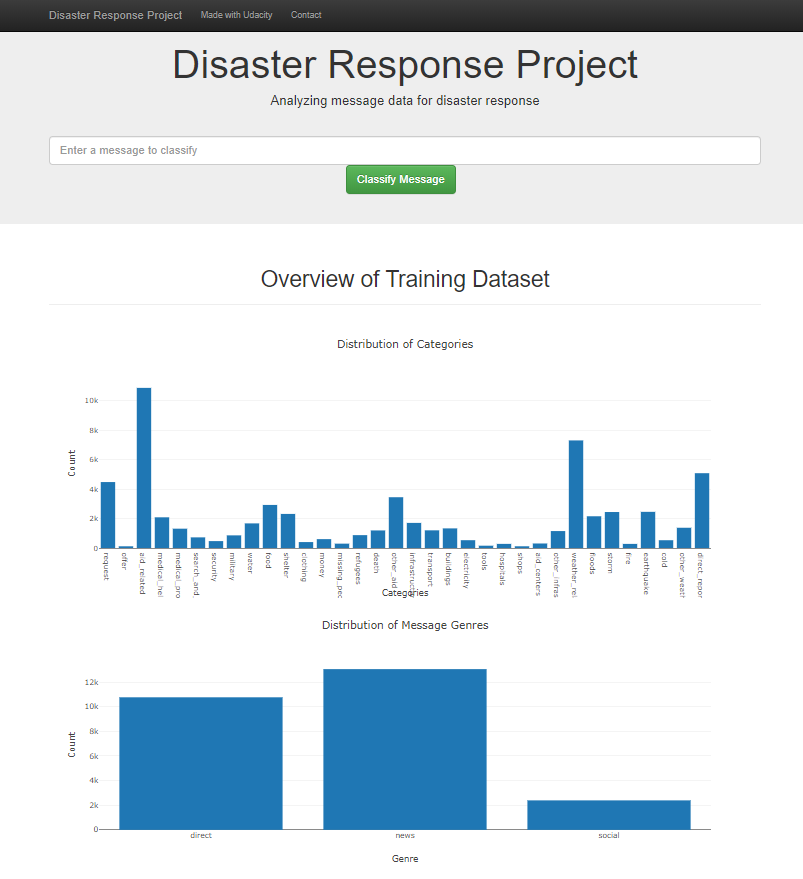 Disaster Response Project Made with Udacity Contact
Disaster Response Project
Analyzing message data for disaster response
Enter a message to classify
Classify Message
Overview of Training Dataset
Distribution of Categories
10k
8k
6k
4k
2k
0
Count
request
offer
aid_related
medical_hel
medical_pro
search_and_
security
military
water
food
shelter
clothing
money
missing_peo
refugees
death
other_aid
infrastruct
transport
buildings
electricity
tools
hospitals
shops
aid_centers
other_infras
weather_rel
floods
storm
fire
earthquake
cold
other_weath
direct_repor
Categories
Distribution of Message Genres
12k
10k
8k
6k
4k
2k
0
Count
direct
news
social
Genre